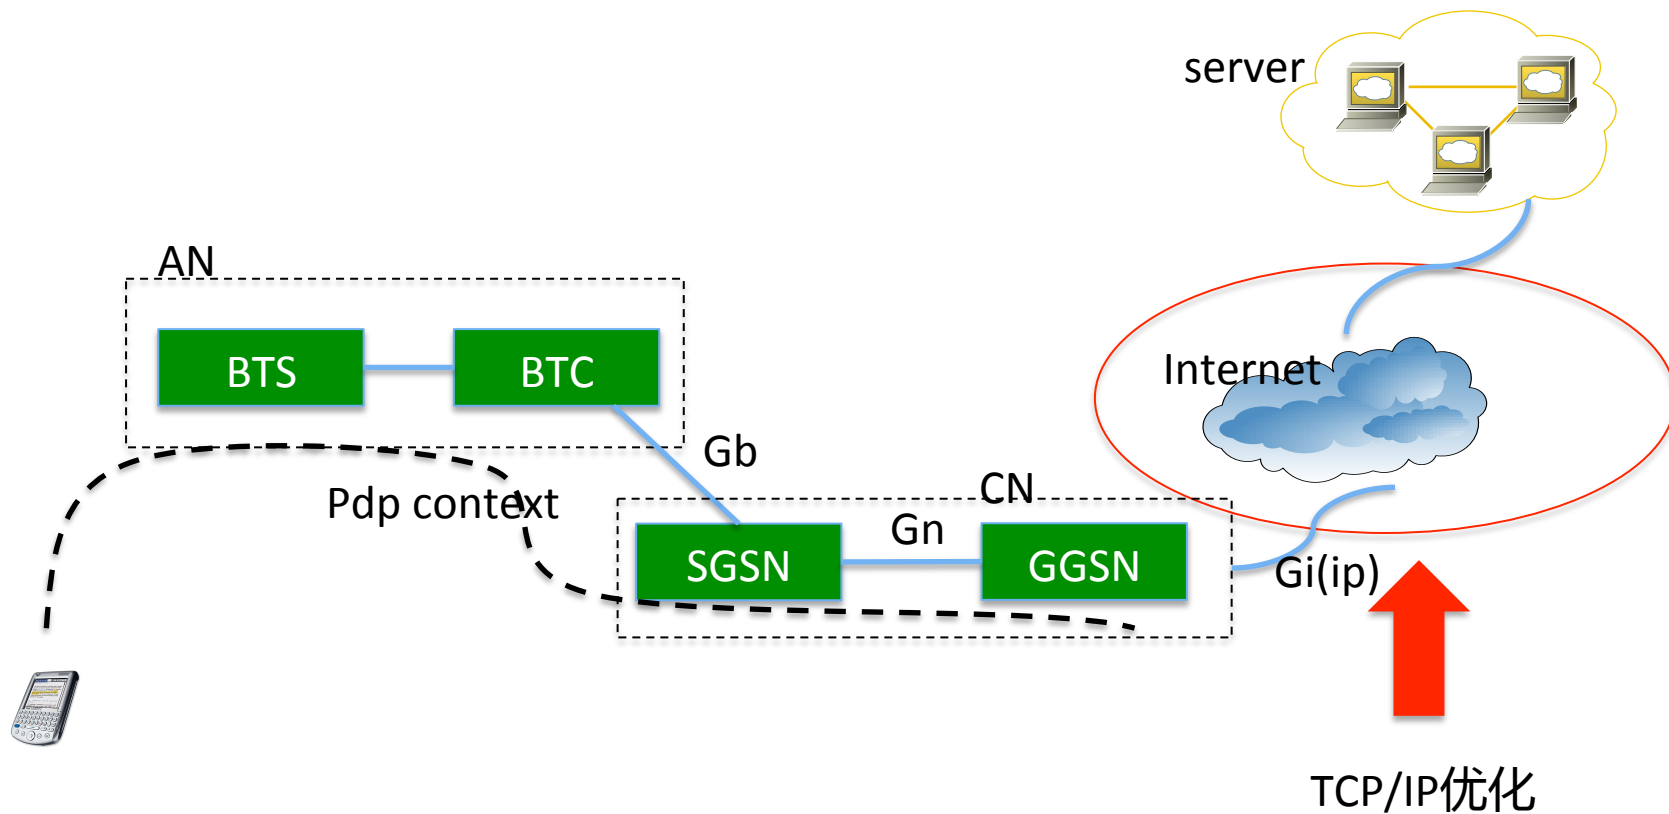 server
AN
BTS
BTC
Internet
Gb
Pdp context
CN
Gn
SGSN
GGSN
Gi(ip)
TCP/IP优化